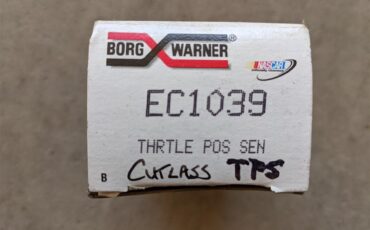 BORG WARNER ®
NASCAR
EC1039
THRTLE POS SEN
B CUTLASS TPS